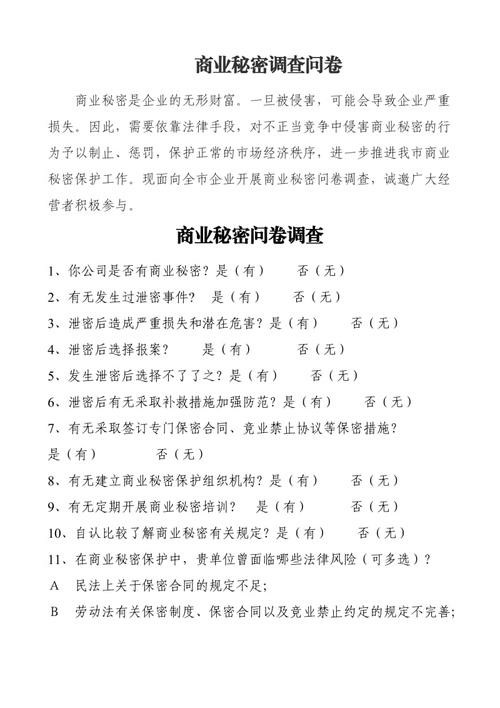 商业秘密调查问卷
商业秘密是企业的无形财富。一旦被侵害，可能会导致企业严重
损失。因此，需要依靠法律手段，对不正当竞争中侵害商业秘密的行
为予以制止、惩罚，保护正常的市场经济秩序，进一步推进我市商业
秘密保护工作。现面向全市企业开展商业秘密问卷调查，诚邀广大经
营者积极参与。
商业秘密问卷调查
1、你公司是否有商业秘密？是（有） 否（无）
2、有无发生过泄密事件? 是（有） 否（无）
3、泄密后造成严重损失和潜在危害？是（有） 否（无）
4、泄密后选择报案？ 是（有） 否（无）
5、发生泄密后选择不了了之？是（有） 否（无）
6、泄密后有无采取补救措施加强防范？是（有） 否（无）
7、有无采取签订专门保密合同、竞业禁止协议等保密措施？
是（有） 否（无）
8、有无建立商业秘密保护组织机构？是（有） 否（无）
9、有无定期开展商业秘密培训？ 是（有） 否（无）
10、自认比较了解商业秘密有关规定？是（有） 否（无）
11、在商业秘密保护中，贵单位曾面临哪些法律风险（可多选）？
A 民法上关于保密合同的规定不足；
B 劳动法有关保密制度、保密合同以及竞业禁止约定的规定不完善；